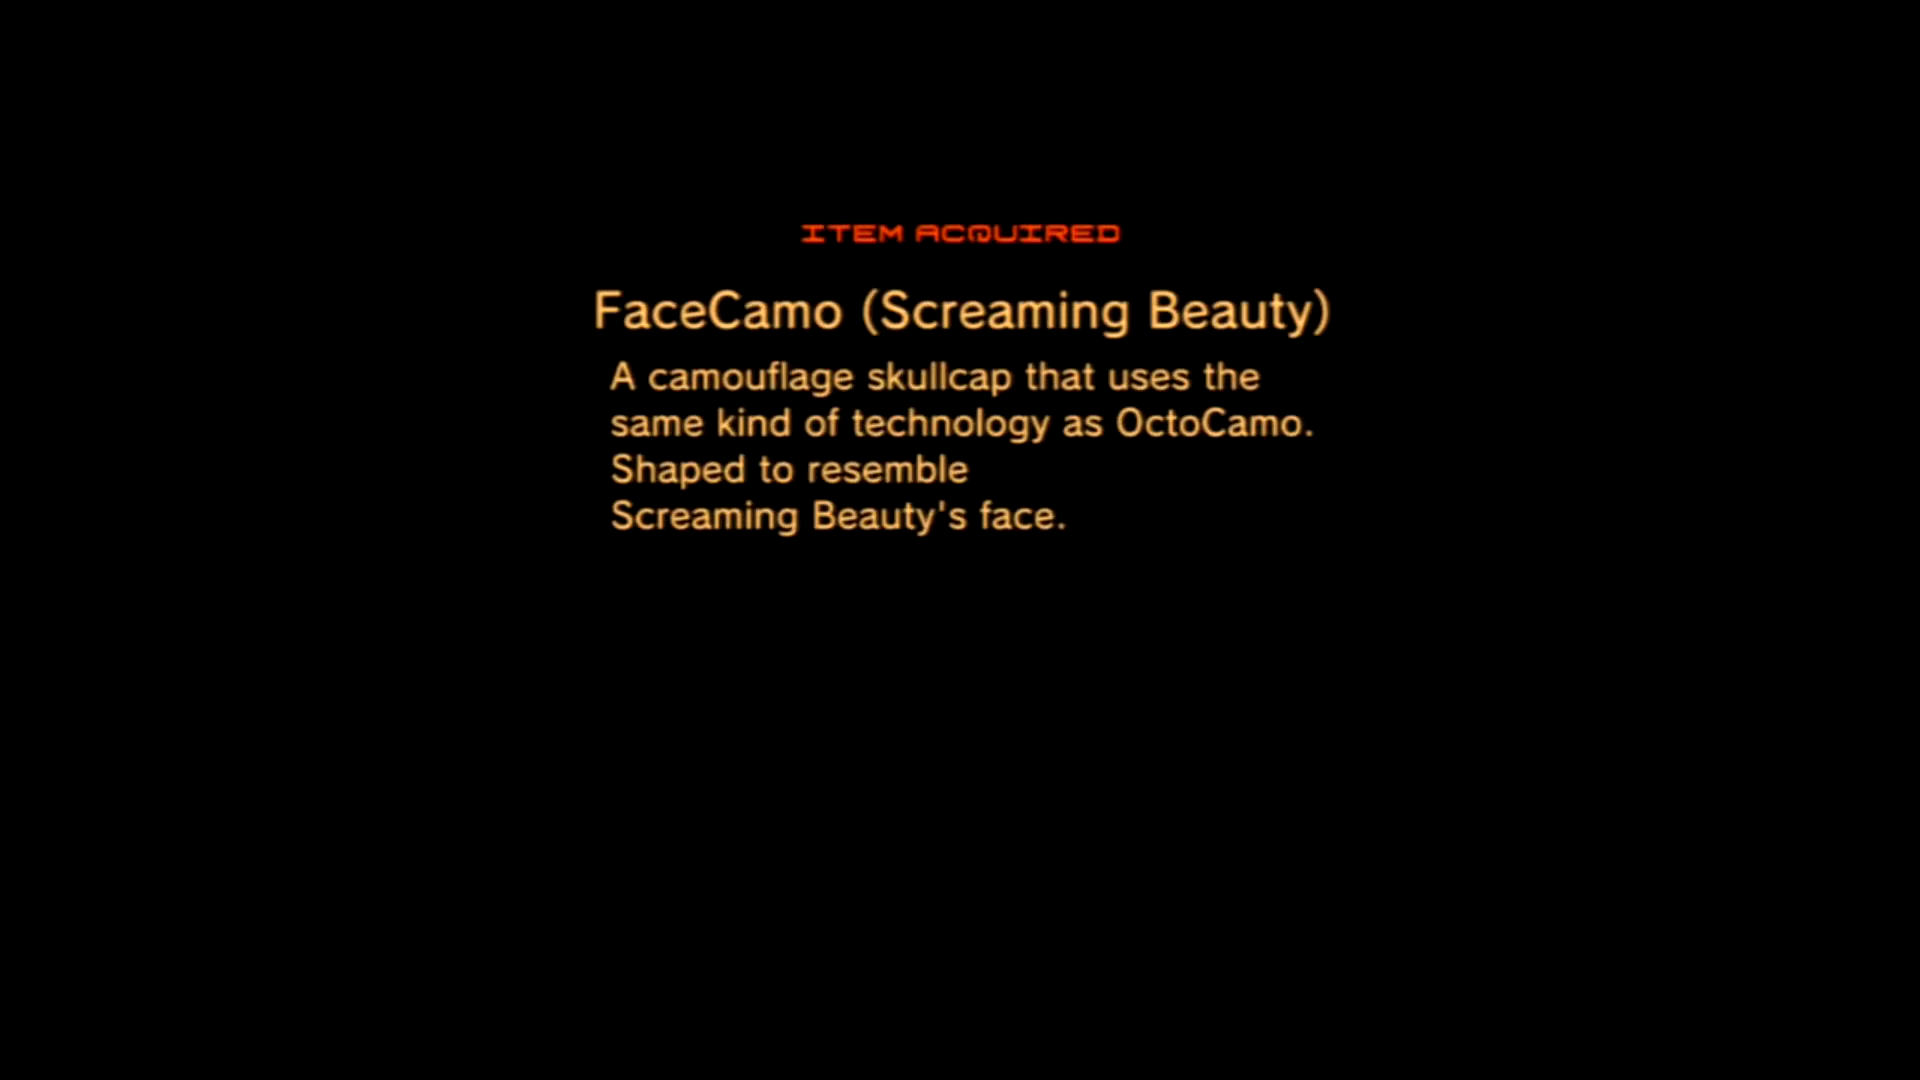 ITEM ACQUIRED
FaceCamo (Screaming Beauty)
A camouflage skullcap that uses the
same kind of technology as OctoCamo.
Shaped to resemble
Screaming Beauty's face.